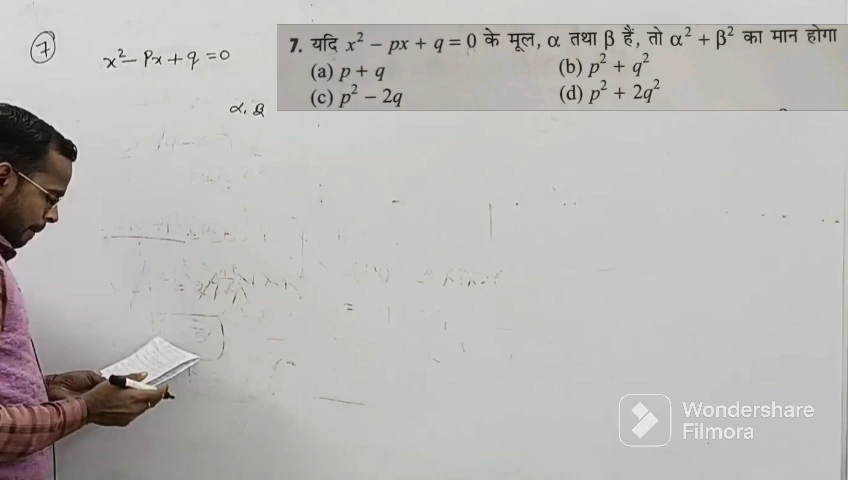 7
x² - Px + q = 0
α, β
7. यदि x² – px + q = 0 के मूल, α तथा β हैं, तो α² + β² का मान होगा
(a) p + q (b) p² + q²
(c) p² – 2q (d) p² + 2q²
Wondershare
Filmora